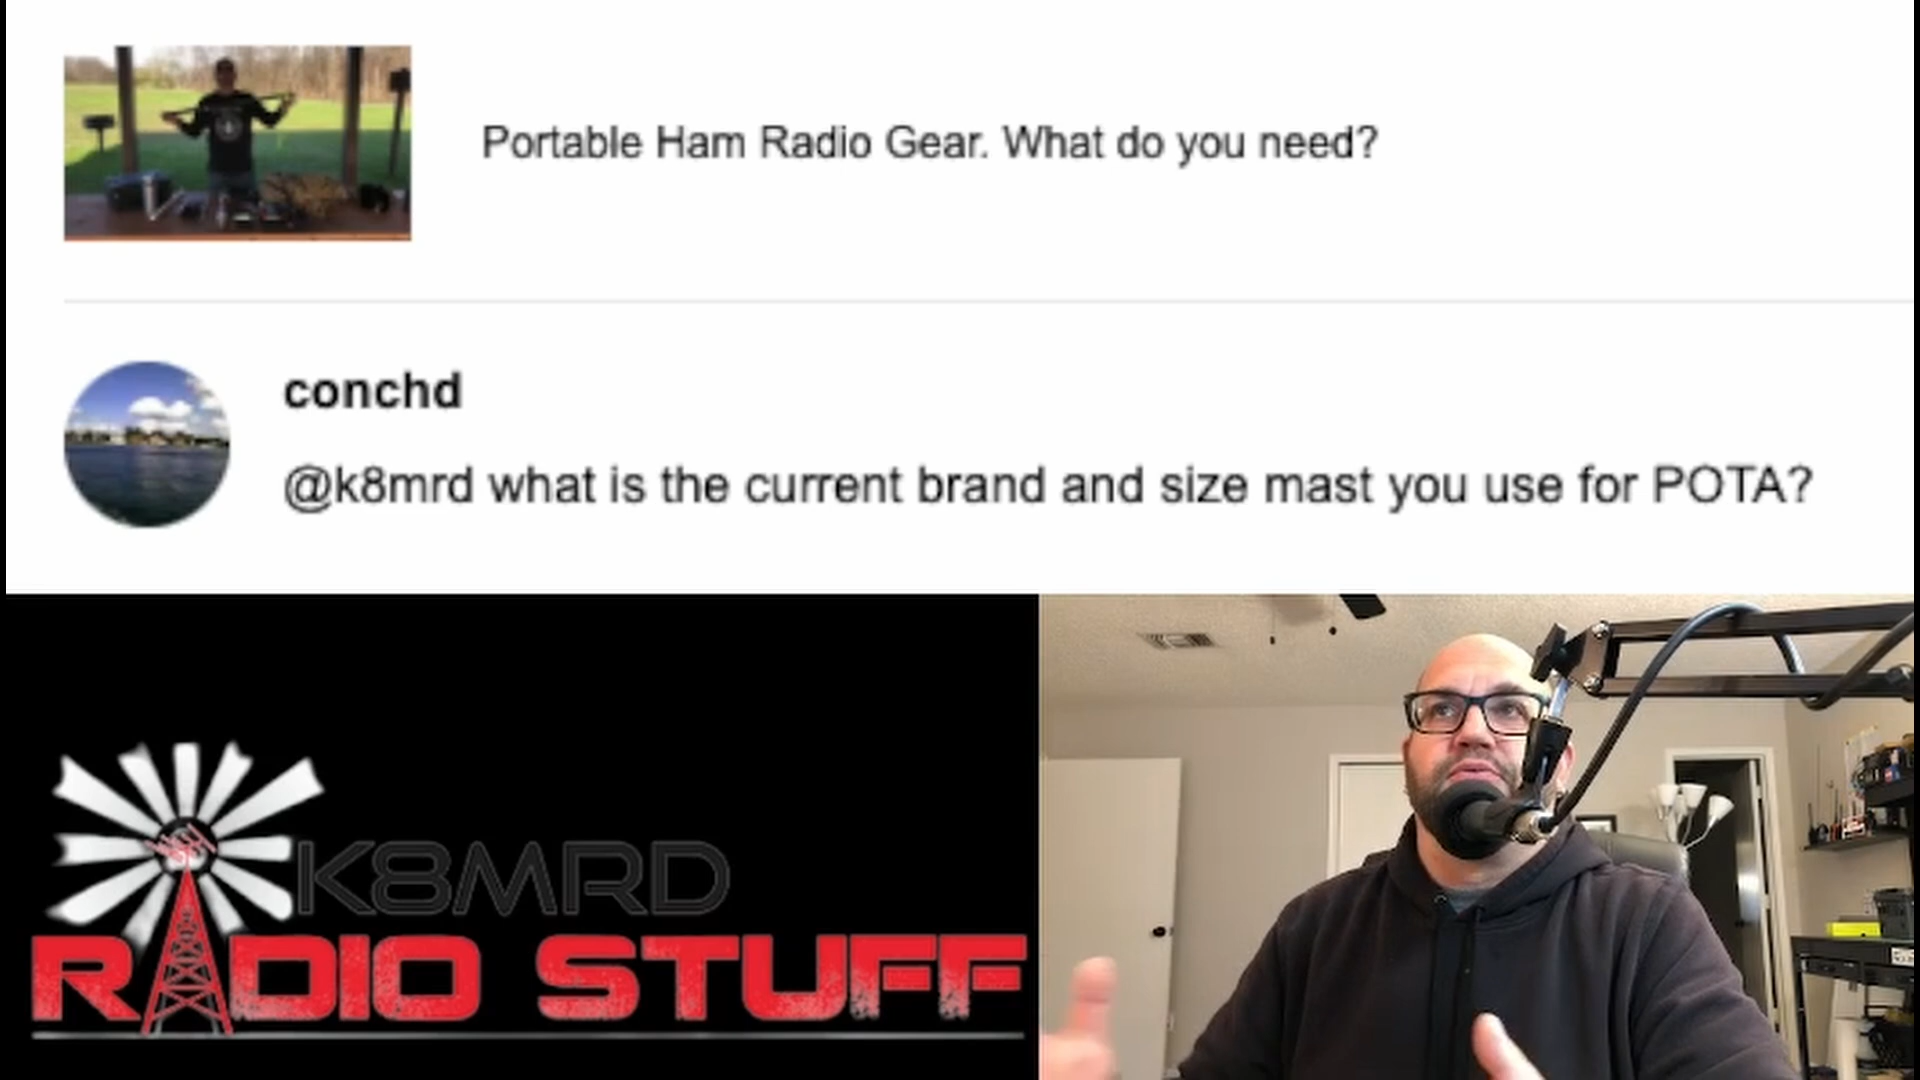 Portable Ham Radio Gear. What do you need?
conchd
@k8mrd what is the current brand and size mast you use for POTA?
K8MRD
RADIO STUFF